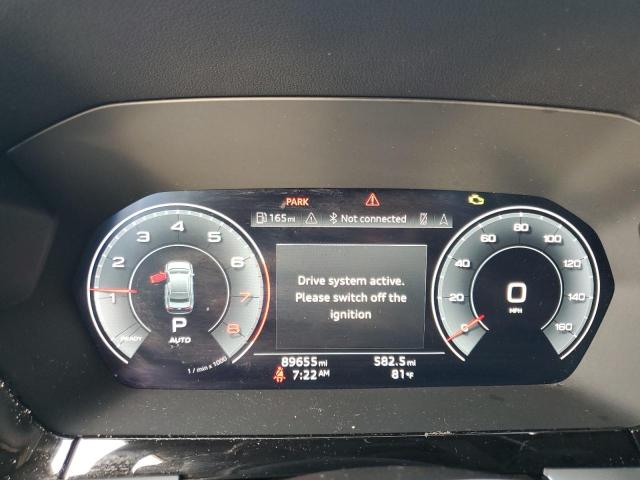 PARK
165mi Not connected
1 2 3 4 5 6 7 8
READY
P
AUTO
1 / min x 1000
Drive system active.
Please switch off the
ignition
0 20 40 60 80 100 120 140 160
0
MPH
89655mi 582.5mi
7:22AM 81°F